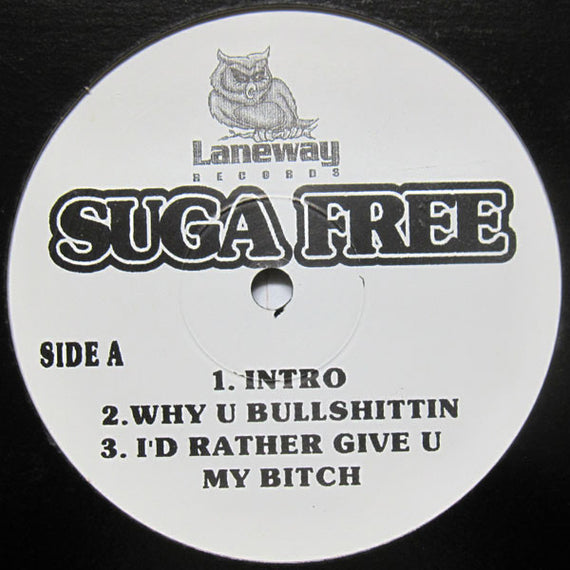 Laneway
RECORDS
SUGA FREE
SIDE A
1. INTRO
2.WHY U BULLSHITTIN
3. I'D RATHER GIVE U
MY BITCH